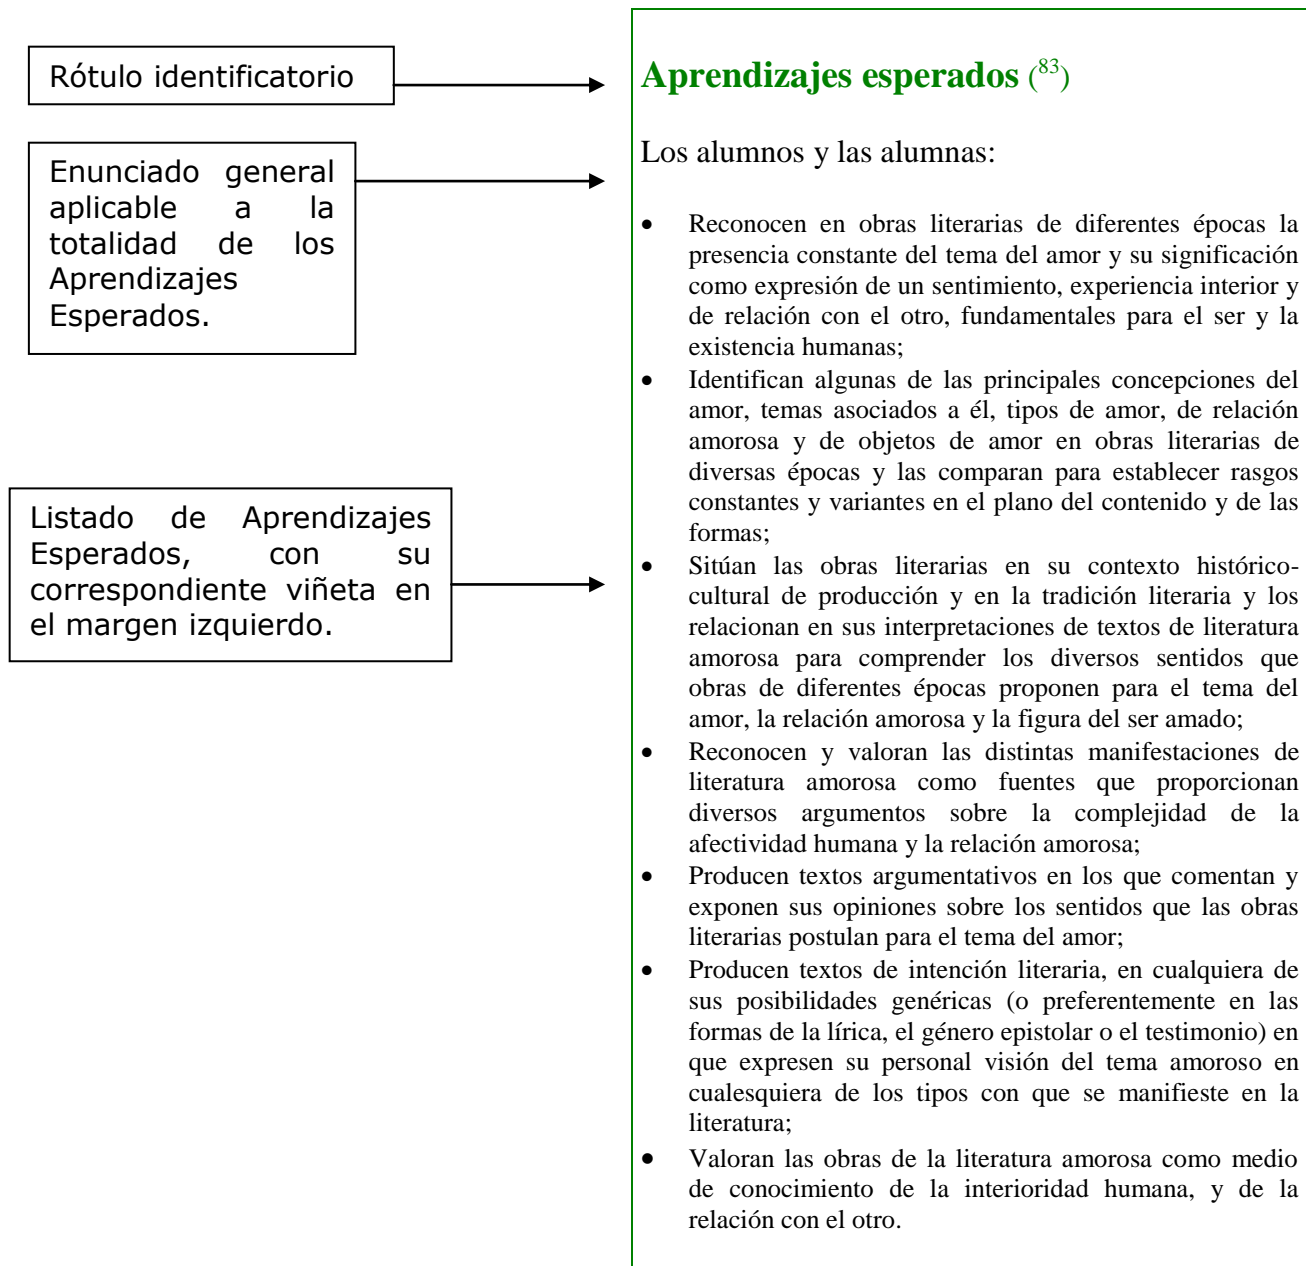 Rótulo identificatorio
Enunciado general
aplicable a la
totalidad de los
Aprendizajes
Esperados.
Listado de Aprendizajes
Esperados, con su
correspondiente viñeta en
el margen izquierdo.
Aprendizajes esperados (83)
Los alumnos y las alumnas:
• Reconocen en obras literarias de diferentes épocas la
presencia constante del tema del amor y su significación
como expresión de un sentimiento, experiencia interior y
de relación con el otro, fundamentales para el ser y la
existencia humanas;
• Identifican algunas de las principales concepciones del
amor, temas asociados a él, tipos de amor, de relación
amorosa y de objetos de amor en obras literarias de
diversas épocas y las comparan para establecer rasgos
constantes y variantes en el plano del contenido y de las
formas;
• Sitúan las obras literarias en su contexto histórico-
cultural de producción y en la tradición literaria y los
relacionan en sus interpretaciones de textos de literatura
amorosa para comprender los diversos sentidos que
obras de diferentes épocas proponen para el tema del
amor, la relación amorosa y la figura del ser amado;
• Reconocen y valoran las distintas manifestaciones de
literatura amorosa como fuentes que proporcionan
diversos argumentos sobre la complejidad de la
afectividad humana y la relación amorosa;
• Producen textos argumentativos en los que comentan y
exponen sus opiniones sobre los sentidos que las obras
literarias postulan para el tema del amor;
• Producen textos de intención literaria, en cualquiera de
sus posibilidades genéricas (o preferentemente en las
formas de la lírica, el género epistolar o el testimonio) en
que expresen su personal visión del tema amoroso en
cualesquiera de los tipos con que se manifieste en la
literatura;
• Valoran las obras de la literatura amorosa como medio
de conocimiento de la interioridad humana, y de la
relación con el otro.